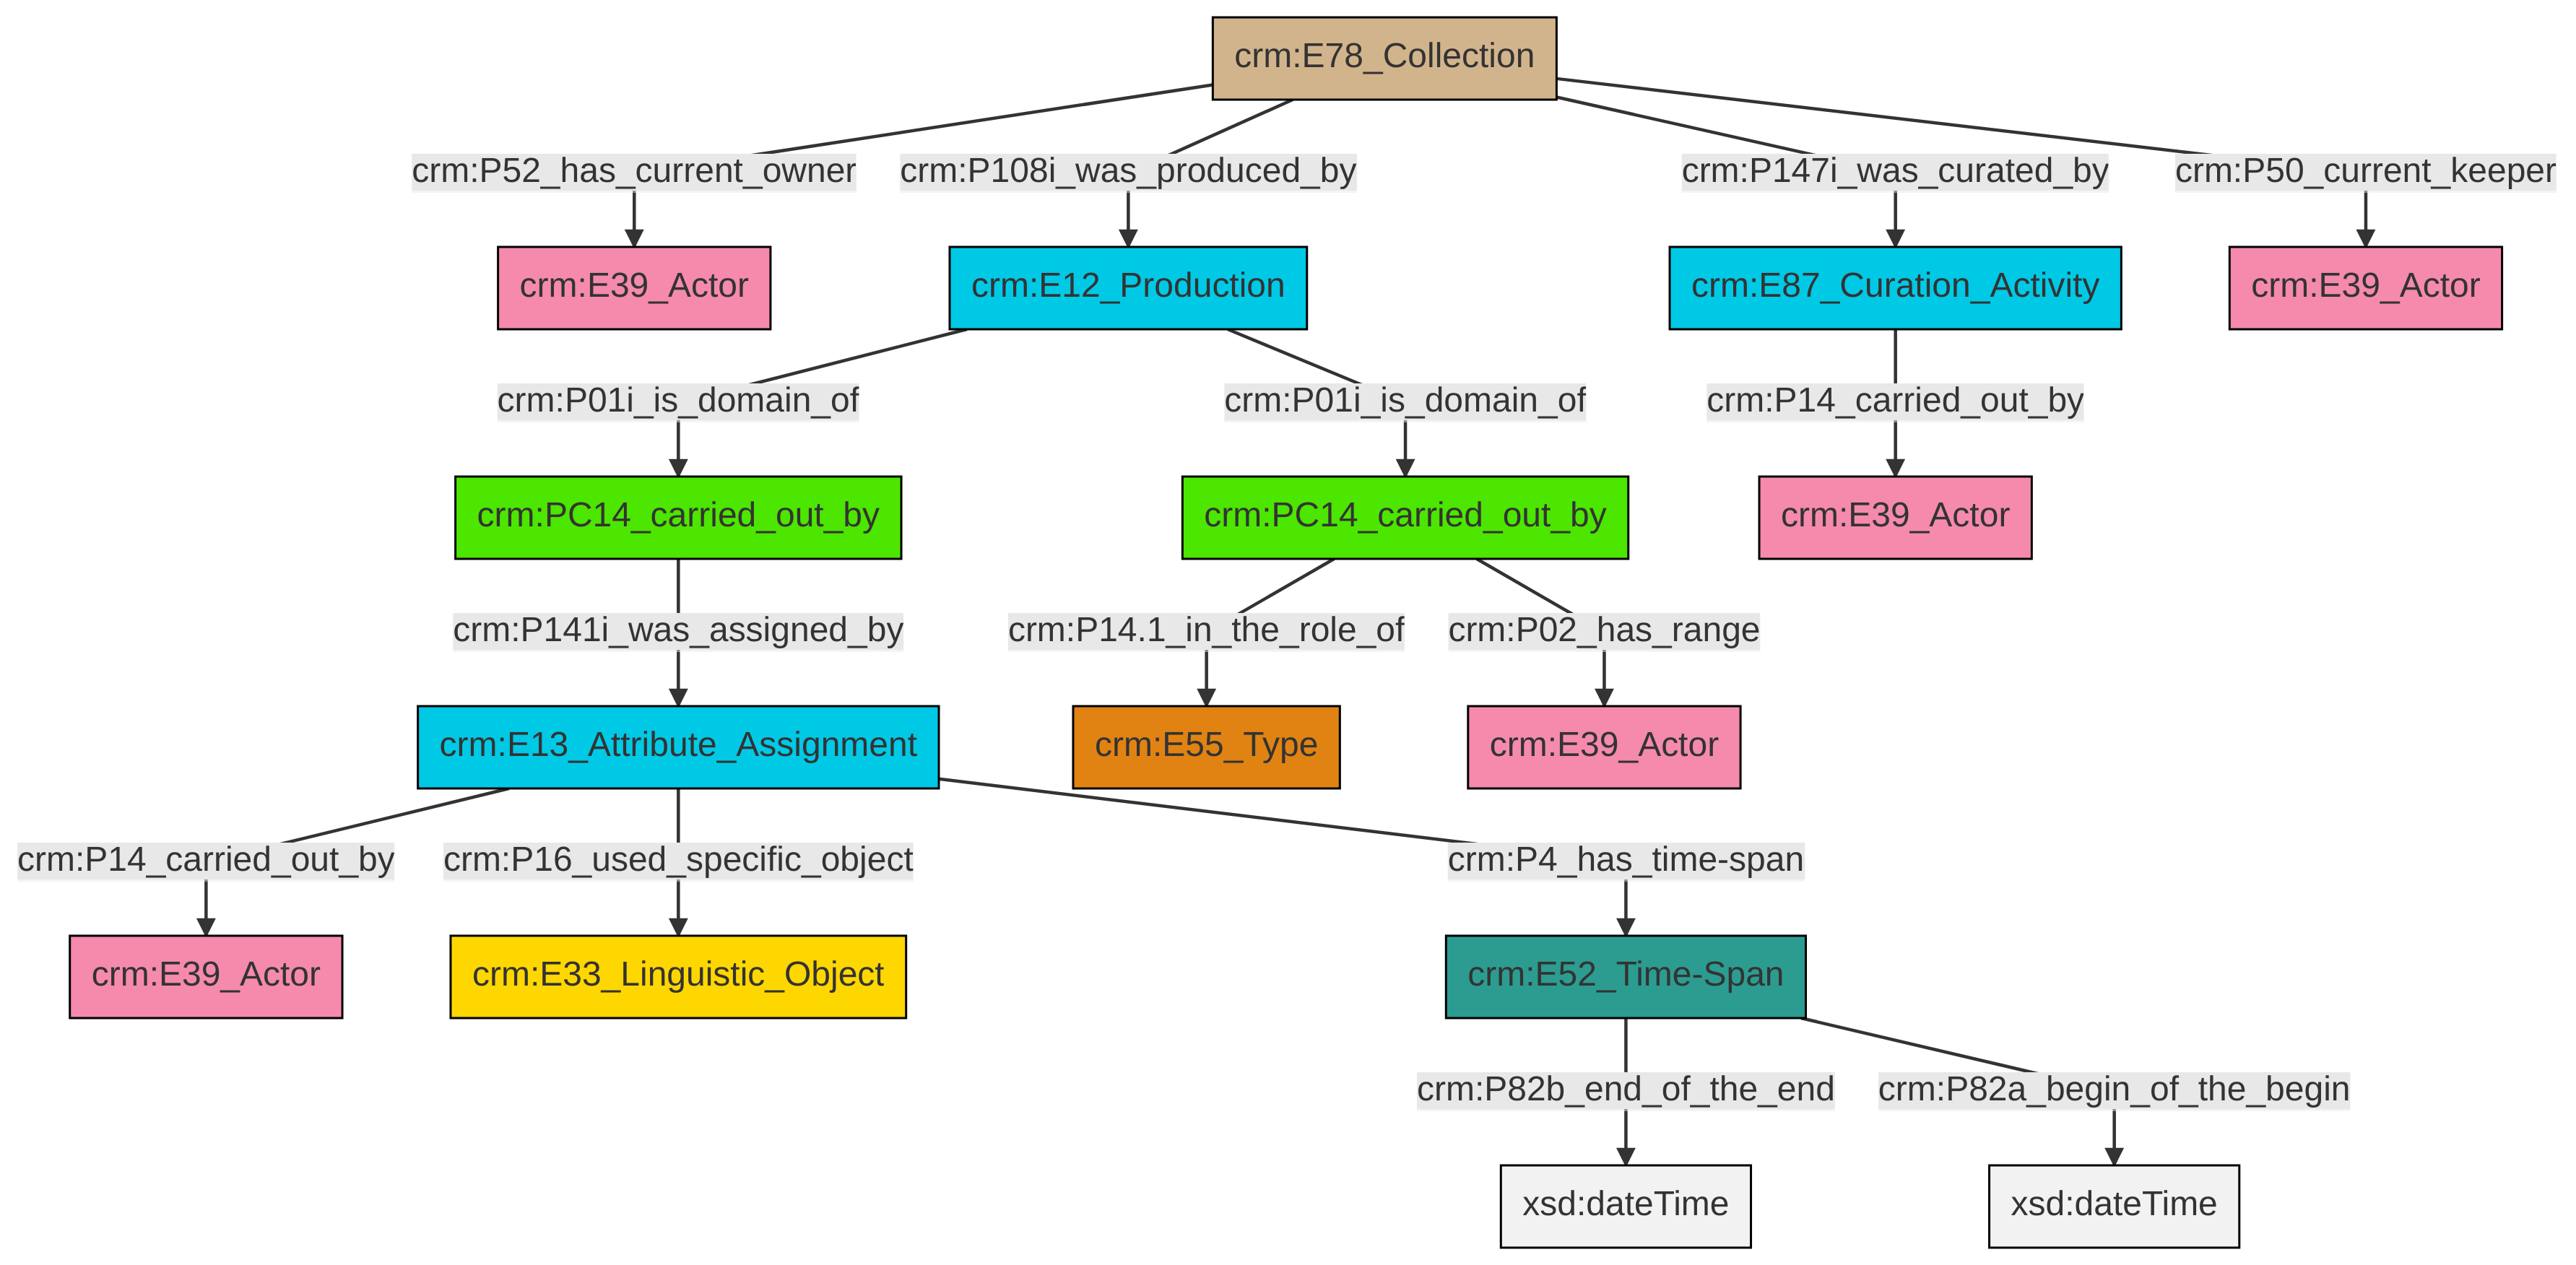 crm:E78_Collection
crm:P52_has_current_owner
crm:P108i_was_produced_by
crm:P147i_was_curated_by
crm:P50_current_keeper
crm:E39_Actor
crm:E12_Production
crm:E87_Curation_Activity
crm:E39_Actor
crm:P01i_is_domain_of
crm:P01i_is_domain_of
crm:P14_carried_out_by
crm:PC14_carried_out_by
crm:PC14_carried_out_by
crm:E39_Actor
crm:P141i_was_assigned_by
crm:P14.1_in_the_role_of
crm:P02_has_range
crm:E13_Attribute_Assignment
crm:E55_Type
crm:E39_Actor
crm:P14_carried_out_by
crm:P16_used_specific_object
crm:P4_has_time-span
crm:E39_Actor
crm:E33_Linguistic_Object
crm:E52_Time-Span
crm:P82b_end_of_the_end
crm:P82a_begin_of_the_begin
xsd:dateTime
xsd:dateTime